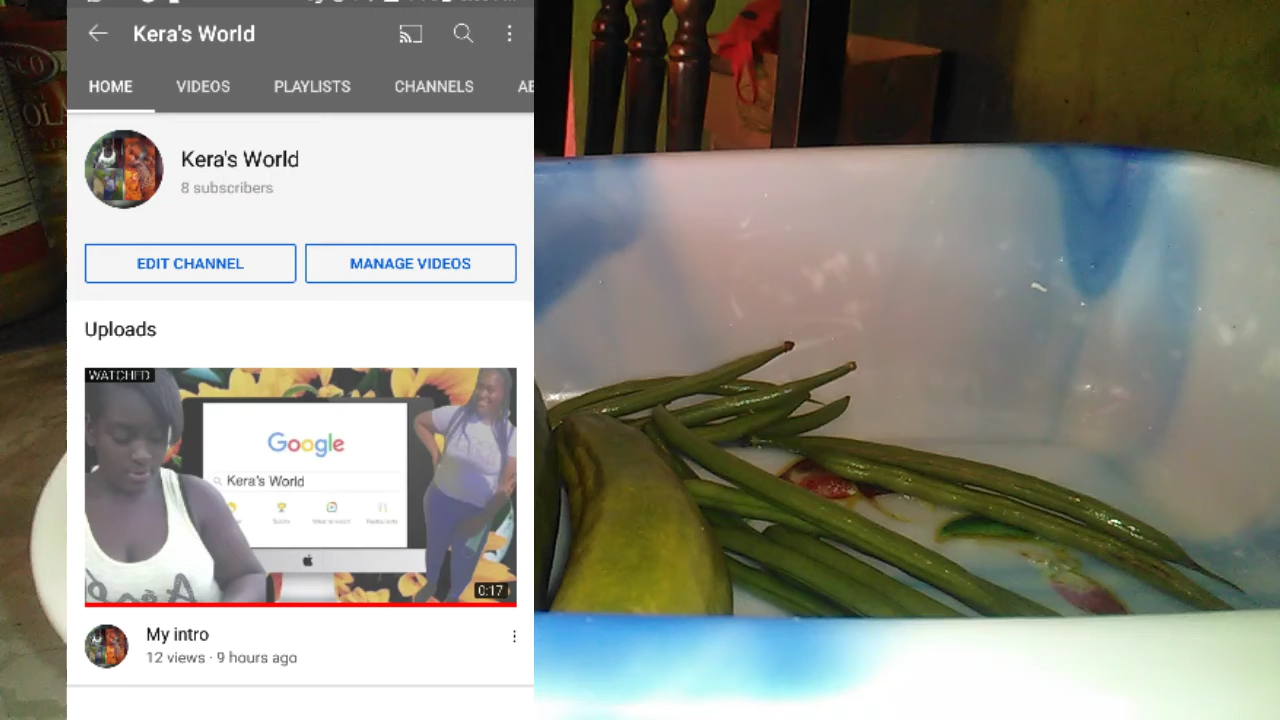 Kera's World
HOME VIDEOS PLAYLISTS CHANNELS
Kera's World
8 subscribers
EDIT CHANNEL MANAGE VIDEOS
Uploads
WATCHED
Google
Kera's World
0:17
My intro
12 views · 9 hours ago